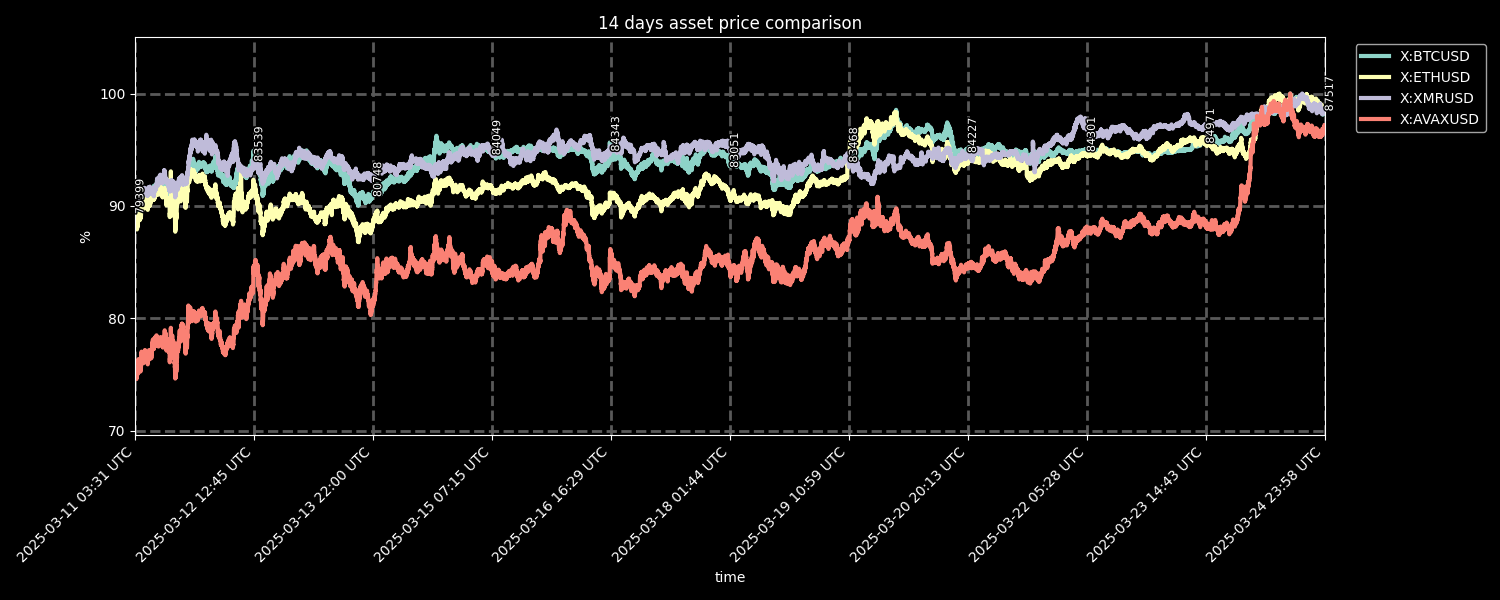 14 days asset price comparison
X:BTCUSD
X:ETHUSD
X:XMRUSD
X:AVAXUSD
100
90
80
70
%
79399
83539
80748
84049
84343
83051
83468
84227
84301
84971
87517
2025-03-11 03:31 UTC
2025-03-12 12:45 UTC
2025-03-13 22:00 UTC
2025-03-15 07:15 UTC
2025-03-16 16:29 UTC
2025-03-18 01:44 UTC
2025-03-19 10:59 UTC
2025-03-20 20:13 UTC
2025-03-22 05:28 UTC
2025-03-23 14:43 UTC
2025-03-24 23:58 UTC
time